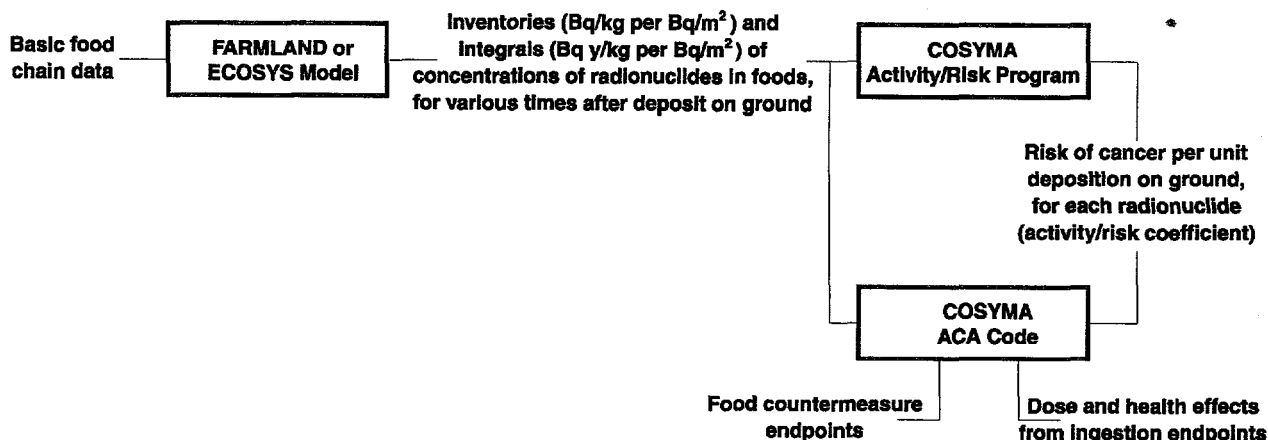 Basic food
chain data
FARMLAND or
ECOSYS Model
Inventories (Bq/kg per Bq/m²) and
integrals (Bq y/kg per Bq/m²) of
concentrations of radionuclides in foods,
for various times after deposit on ground
COSYMA
Activity/Risk Program
Risk of cancer per unit
deposition on ground,
for each radionuclide
(activity/risk coefficient)
COSYMA
ACA Code
Food countermeasure
endpoints
Dose and health effects
from ingestion endpoints